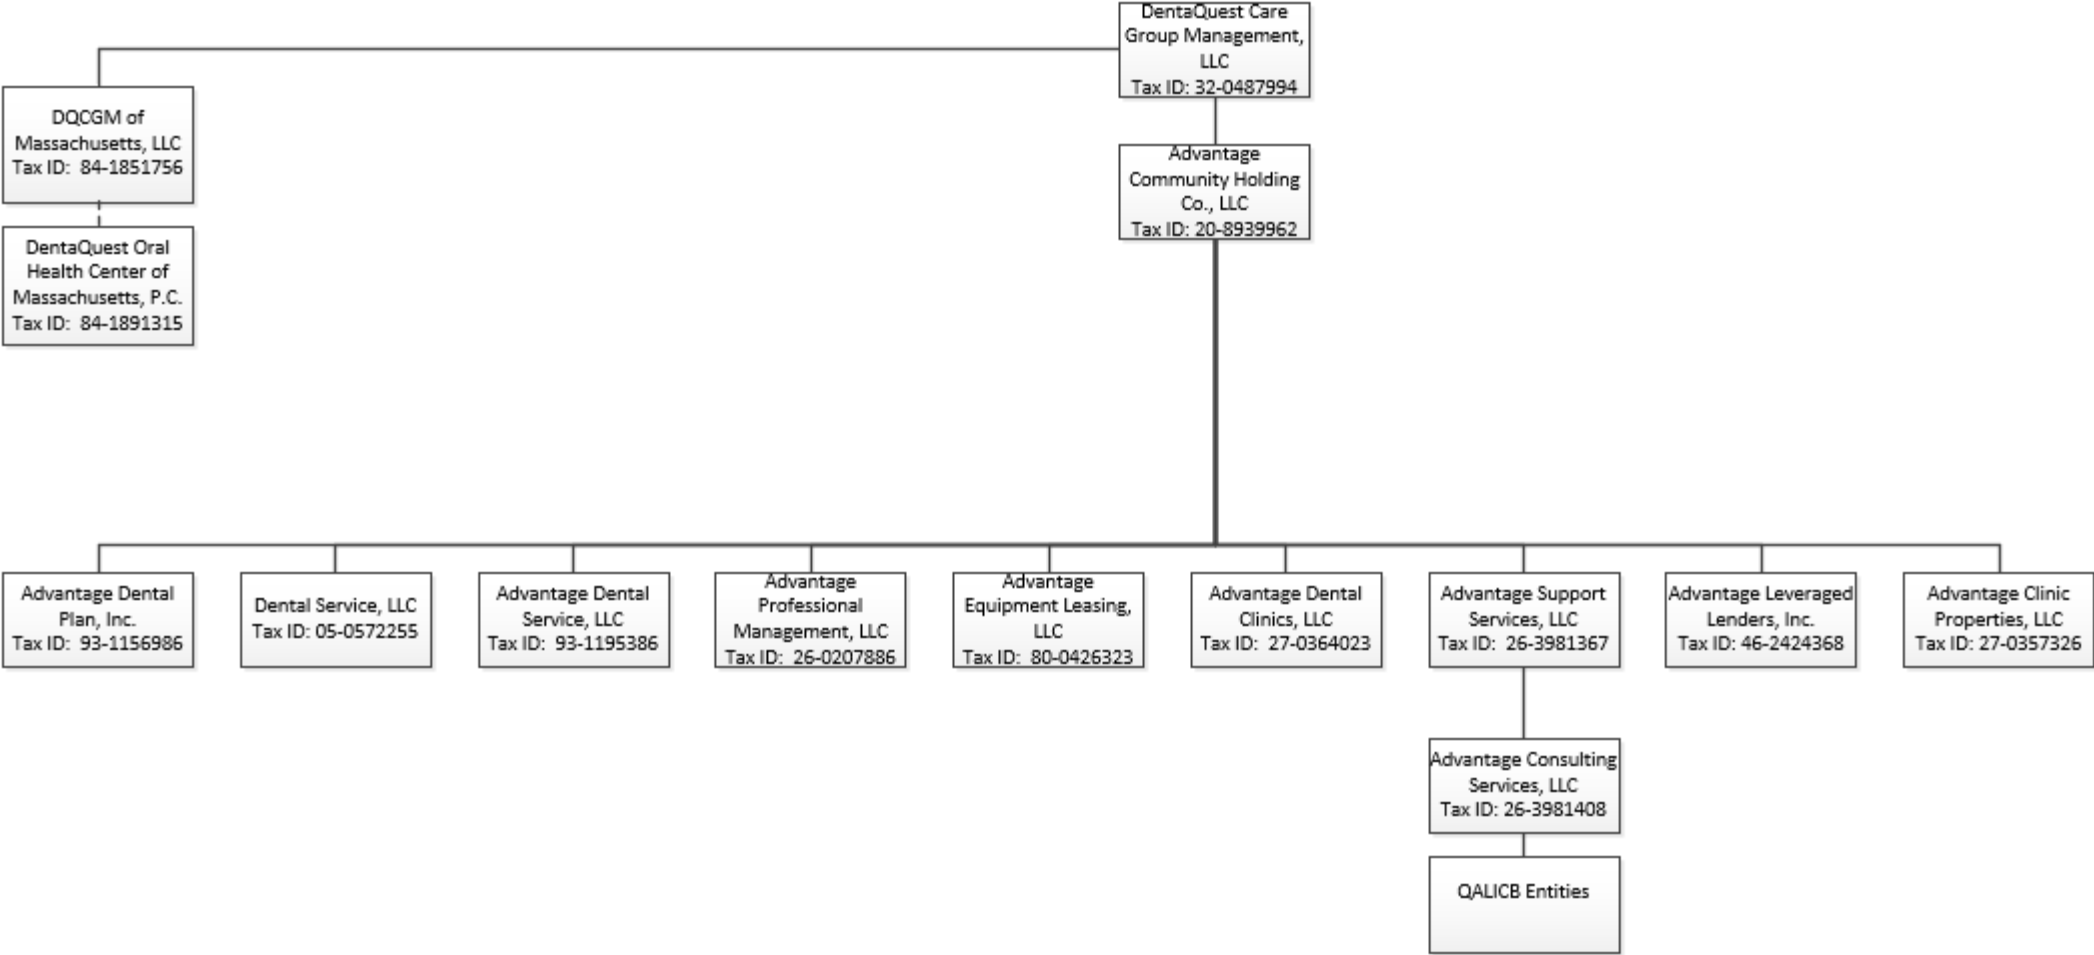 DentaQuest Care
Group Management,
LLC
Tax ID: 32-0487994
DQCGM of
Massachusetts, LLC
Tax ID: 84-1851756
Advantage
Community Holding
Co., LLC
Tax ID: 20-8939962
DentaQuest Oral
Health Center of
Massachusetts, P.C.
Tax ID: 84-1891315
Advantage Dental
Plan, Inc.
Tax ID: 93-1156986
Dental Service, LLC
Tax ID: 05-0572255
Advantage Dental
Service, LLC
Tax ID: 93-1195386
Advantage
Professional
Management, LLC
Tax ID: 26-0207886
Advantage
Equipment Leasing,
LLC
Tax ID: 80-0426323
Advantage Dental
Clinics, LLC
Tax ID: 27-0364023
Advantage Support
Services, LLC
Tax ID: 26-3981367
Advantage Leveraged
Lenders, Inc.
Tax ID: 46-2424368
Advantage Clinic
Properties, LLC
Tax ID: 27-0357326
Advantage Consulting
Services, LLC
Tax ID: 26-3981408
QALICB Entities